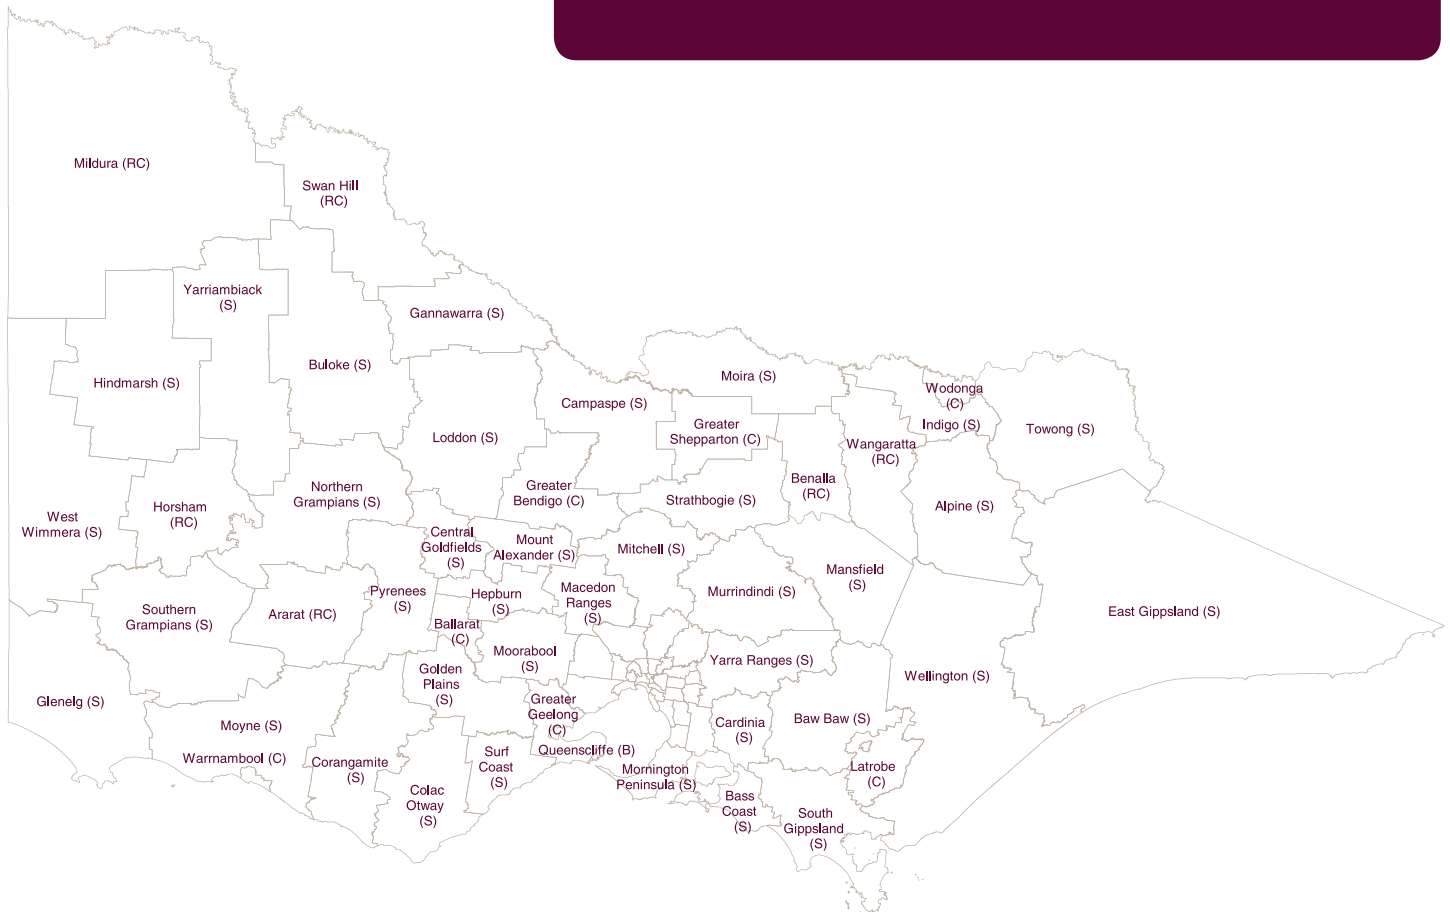 Mildura (RC)
Swan Hill
(RC)
Yarriambiack
(S)
Gannawarra (S)
Buloke (S)
Hindmarsh (S)
Moira (S)
Wodonga
(C)
Campaspe (S)
Indigo (S)
Towong (S)
Greater
Shepparton (C)
Loddon (S)
Wangaratta
(RC)
Northern
Grampians (S)
Greater
Bendigo (C)
Strathbogie (S)
Benalla
(RC)
Alpine (S)
Horsham
(RC)
West
Wimmera (S)
Central
Goldfields
(S)
Mount
Alexander (S)
Mitchell (S)
Mansfield
(S)
Pyrenees
(S)
Hepburn
(S)
Macedon
Ranges
(S)
Murrindindi (S)
East Gippsland (S)
Southern
Grampians (S)
Ararat (RC)
Ballarat
(C)
Moorabool
(S)
Yarra Ranges (S)
Golden
Plains
(S)
Wellington (S)
Glenelg (S)
Greater
Geelong
(C)
Moyne (S)
Cardinia
(S)
Baw Baw (S)
Warrnambool (C)
Corangamite
(S)
Surf
Coast
(S)
Queenscliffe (B)
Mornington
Peninsula (S)
Latrobe
(C)
Colac
Otway
(S)
Bass
Coast
(S)
South
Gippsland
(S)